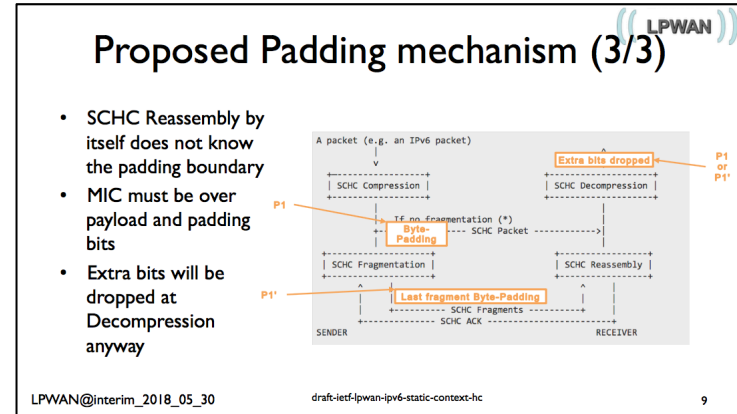 LPWAN
Proposed Padding mechanism (3/3)
• SCHC Reassembly by
itself does not know
the padding boundary
• MIC must be over
payload and padding
bits
• Extra bits will be
dropped at
Decompression
anyway
A packet (e.g. an IPv6 packet)
Extra bits dropped
P1
or
P1'
SCHC Compression
SCHC Decompression
P1
If no fragmentation (*)
Byte-
Padding
SCHC Packet
SCHC Fragmentation
SCHC Reassembly
P1'
Last fragment Byte-Padding
SCHC Fragments
SCHC ACK
SENDER
RECEIVER
LPWAN@interim_2018_05_30
draft-ietf-lpwan-ipv6-static-context-hc
9